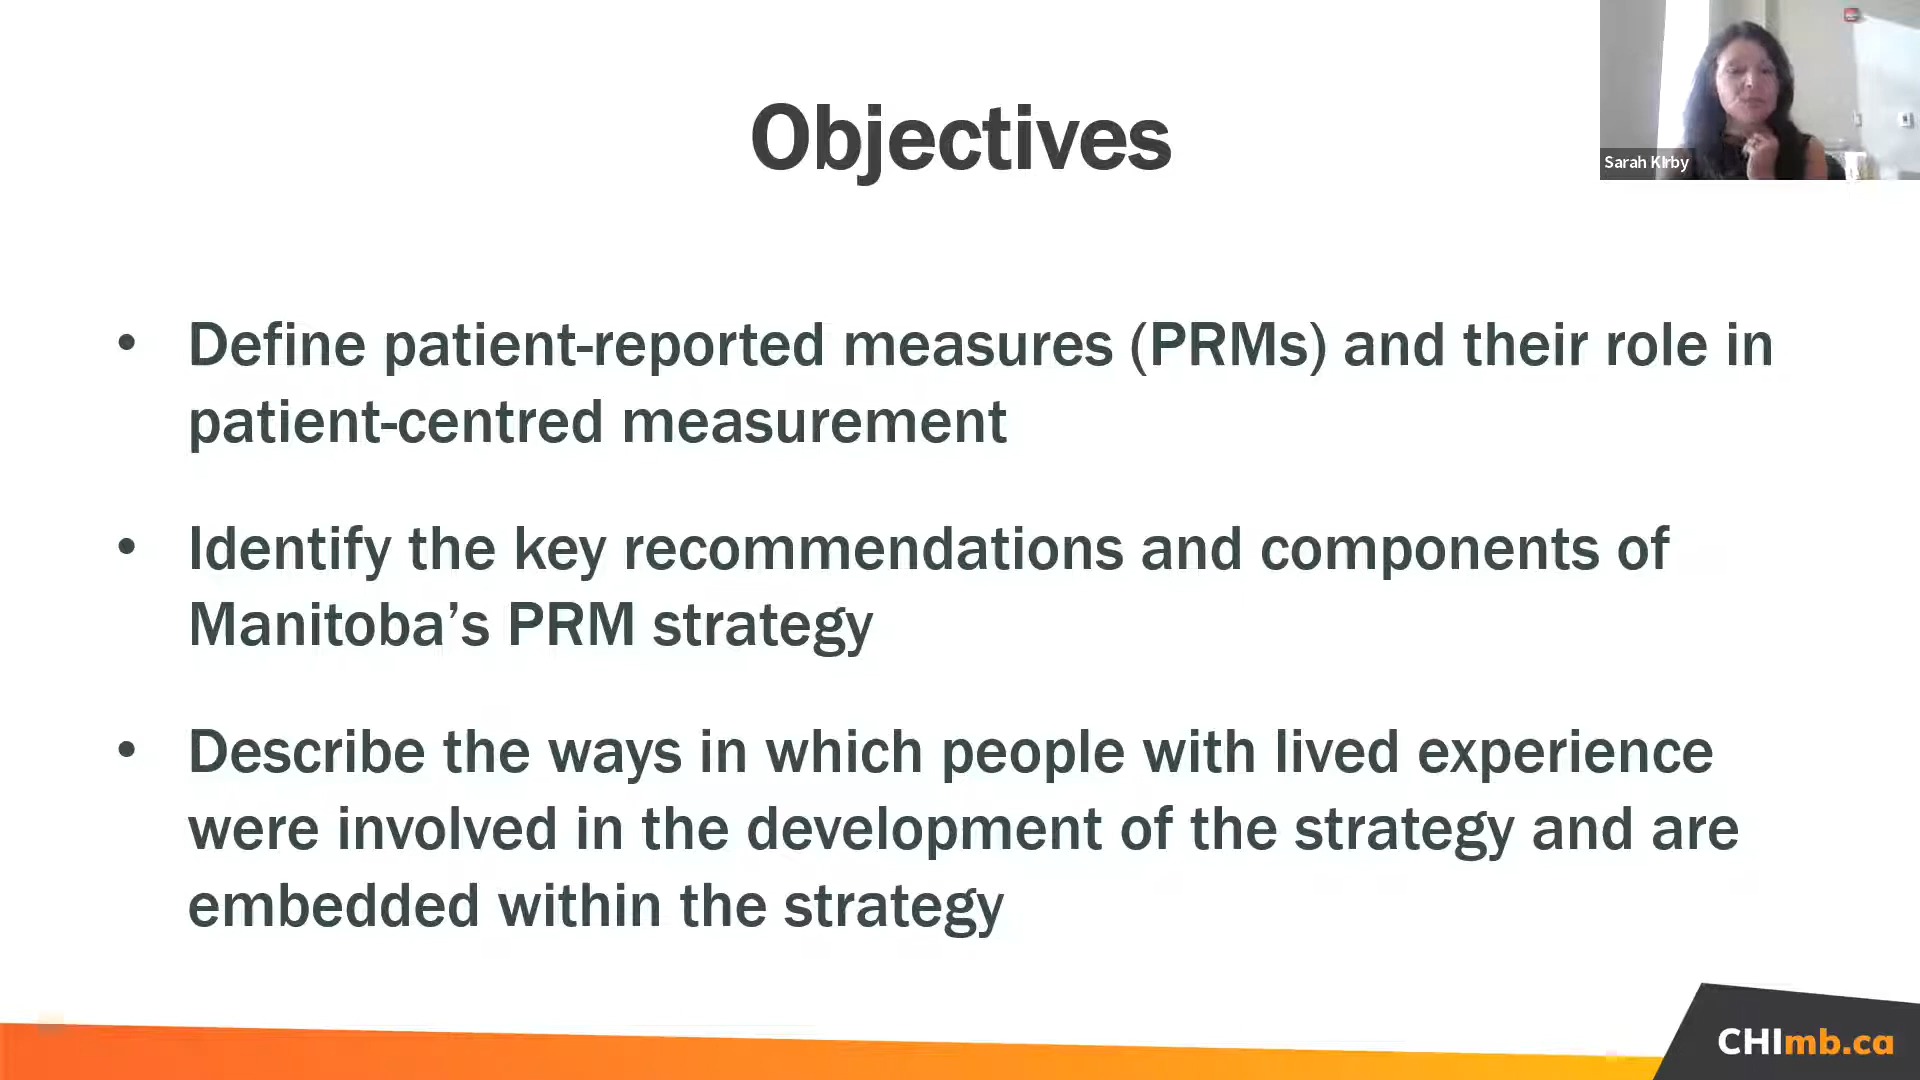 Objectives
Sarah Kirby
• Define patient-reported measures (PRMs) and their role in
patient-centred measurement
• Identify the key recommendations and components of
Manitoba’s PRM strategy
• Describe the ways in which people with lived experience
were involved in the development of the strategy and are
embedded within the strategy
CHImb.ca